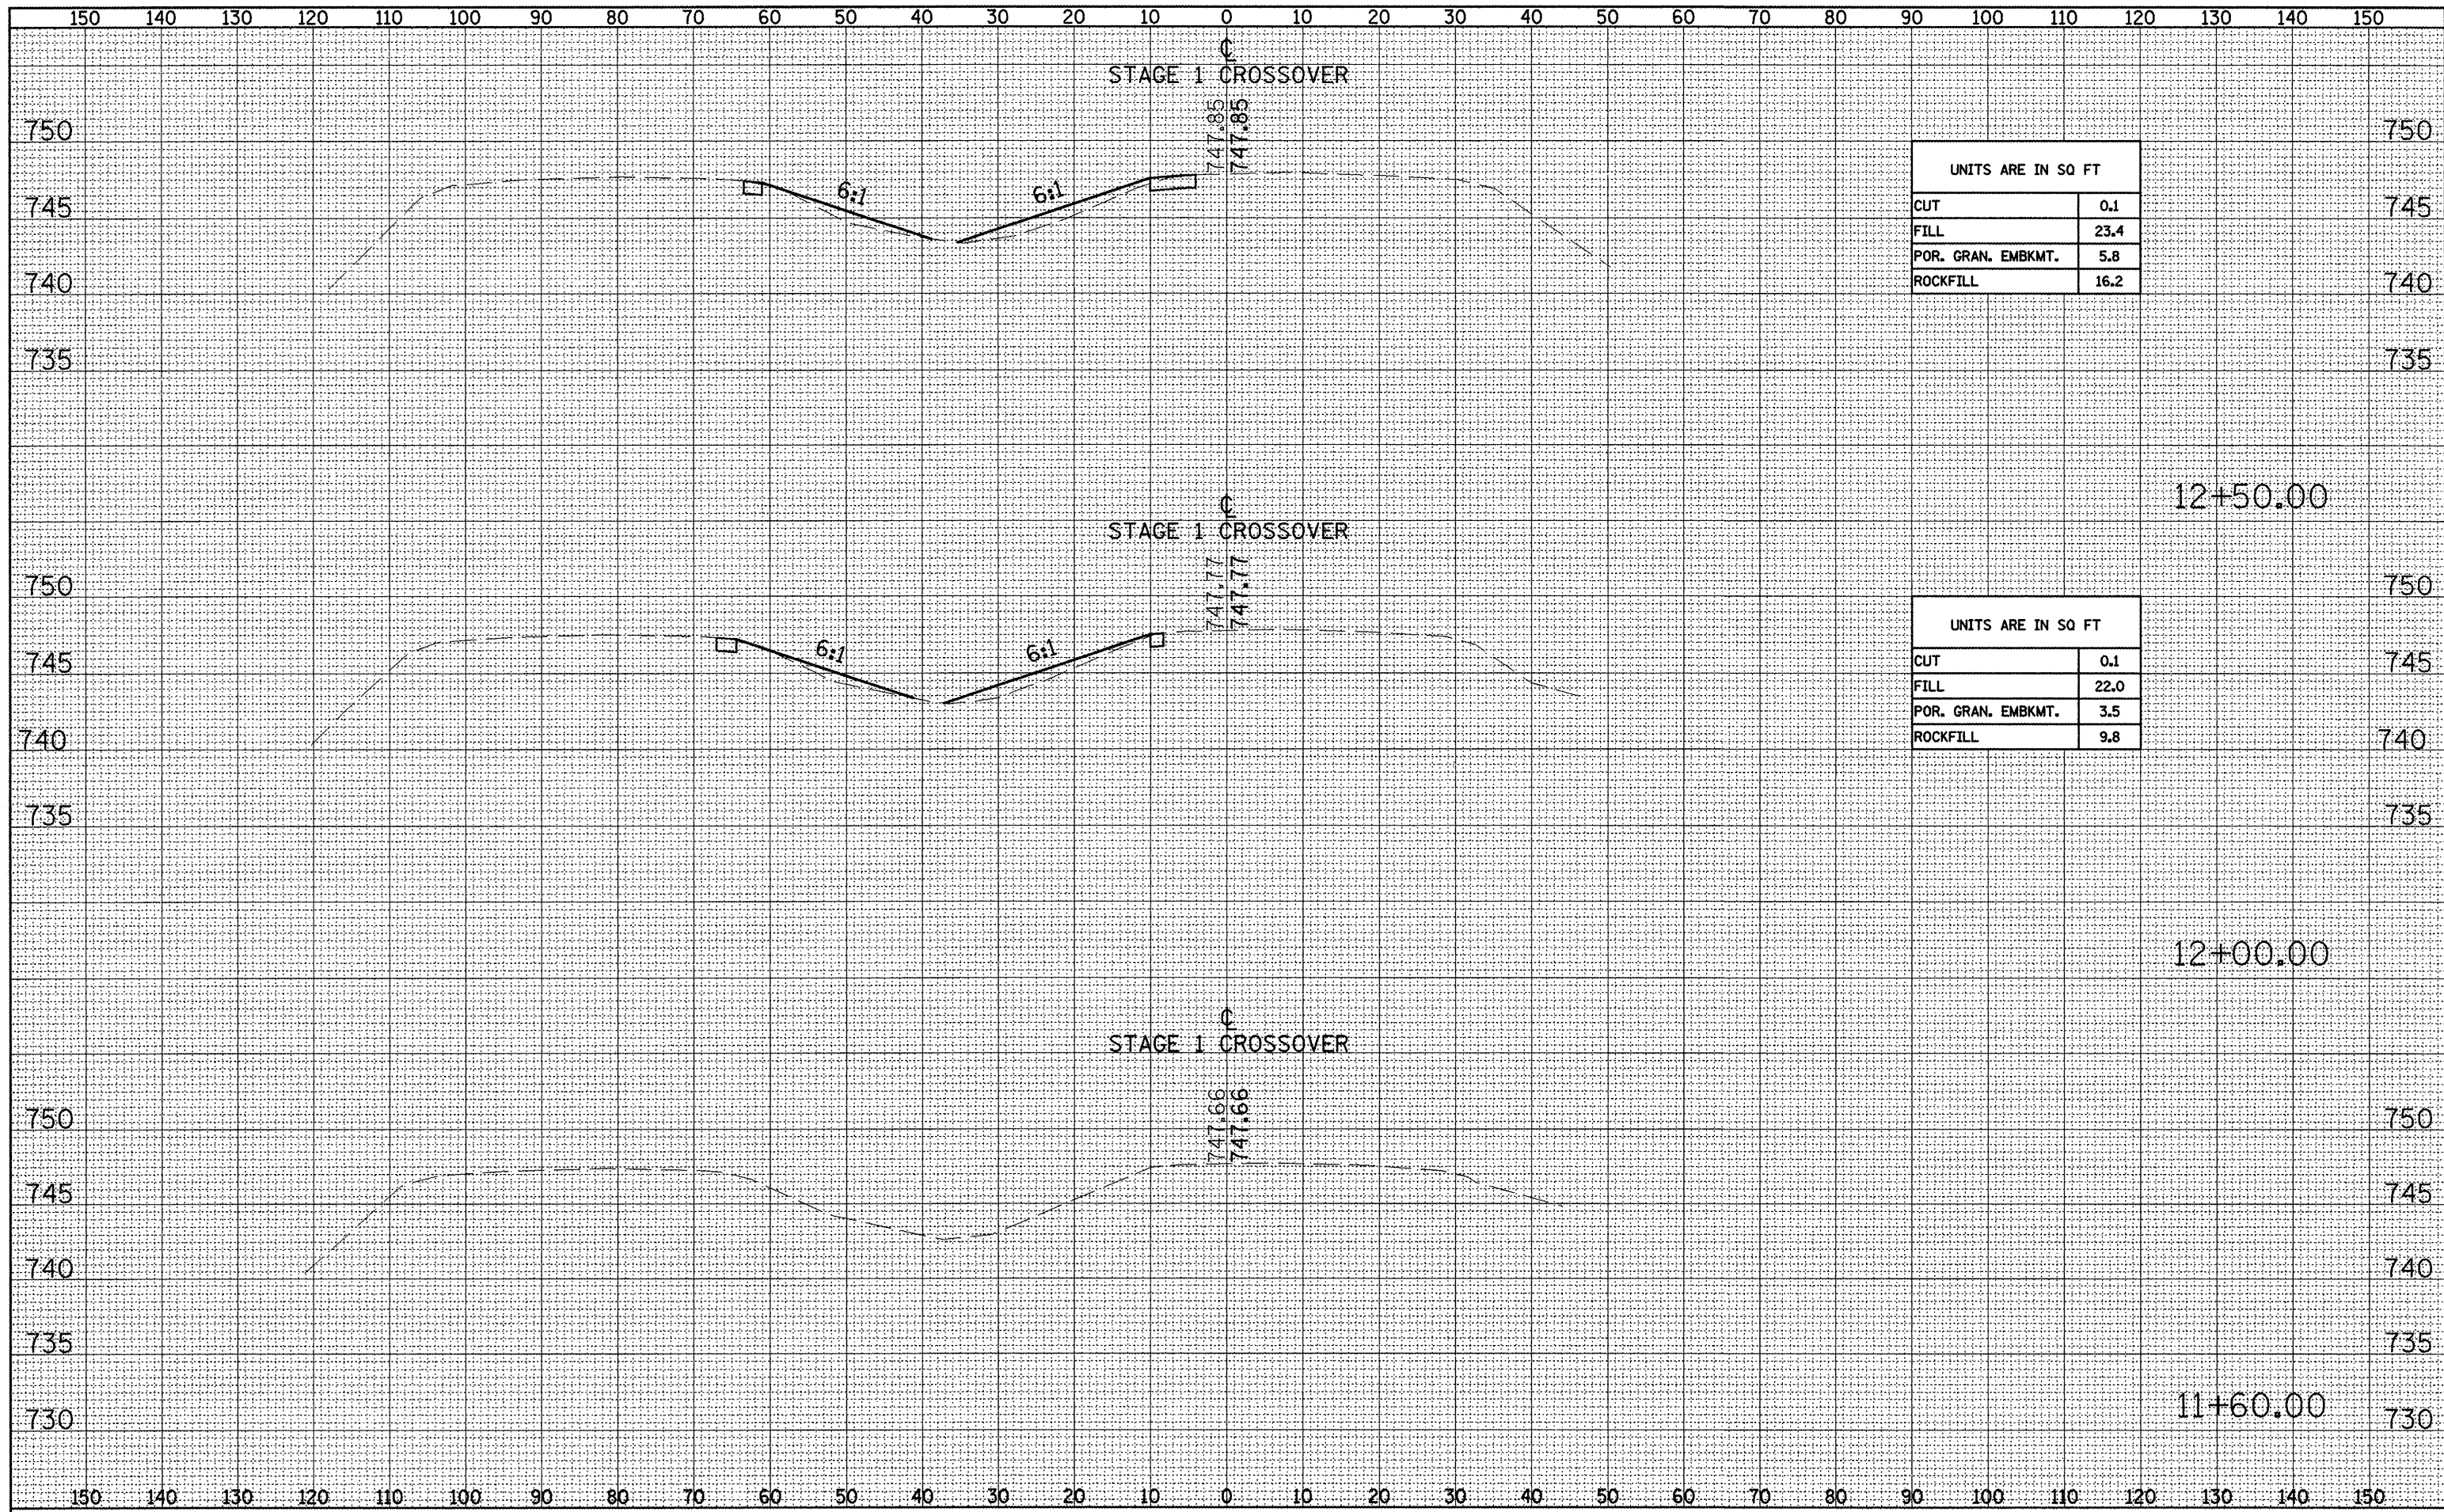 150 140 130 120 110 100 90 80 70 60 50 40 30 20 10 0 10 20 30 40 50 60 70 80 90 100 110 120 130 140 150
℄
STAGE 1 CROSSOVER
747.85
747.85
750 750
UNITS ARE IN SQ FT
CUT 0.1
FILL 23.4
POR. GRAN. EMBKMT. 5.8
ROCKFILL 16.2
6:1 6:1
745 745
740 740
735 735
12+50.00
℄
STAGE 1 CROSSOVER
747.77
747.77
750 750
UNITS ARE IN SQ FT
CUT 0.1
FILL 22.0
POR. GRAN. EMBKMT. 3.5
ROCKFILL 9.8
6:1 6:1
745 745
740 740
735 735
12+00.00
℄
STAGE 1 CROSSOVER
747.66
747.66
750 750
745 745
740 740
735 735
11+60.00
730 730
150 140 130 120 110 100 90 80 70 60 50 40 30 20 10 0 10 20 30 40 50 60 70 80 90 100 110 120 130 140 150